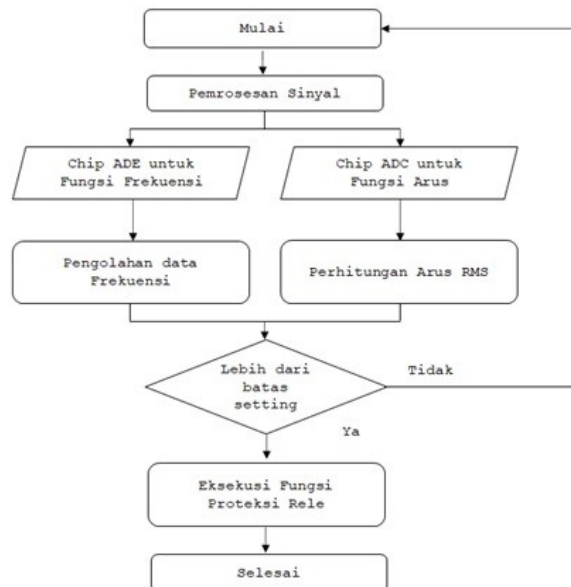 Mulai
Pemrosesan Sinyal
Chip ADE untuk
Fungsi Frekuensi
Chip ADC untuk
Fungsi Arus
Pengolahan data
Frekuensi
Perhitungan Arus RMS
Lebih dari
batas
setting
Tidak
Ya
Eksekusi Fungsi
Proteksi Rele
Selesai